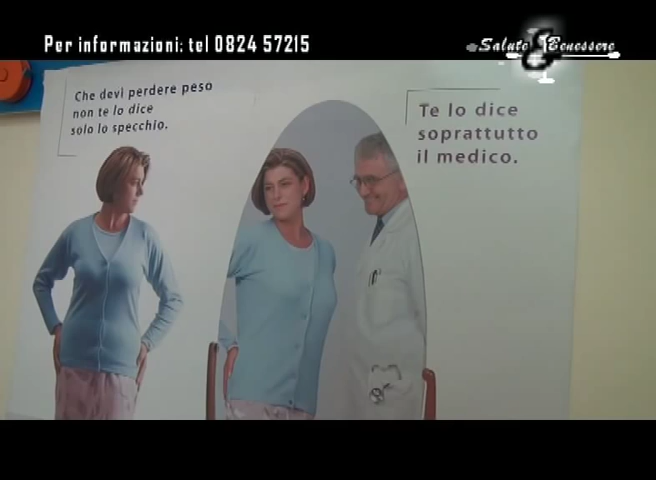 Per informazioni: tel 0824 57215
Salute & Benessere
Che devi perdere peso
non te lo dice
solo lo specchio.
Te lo dice
soprattutto
il medico.